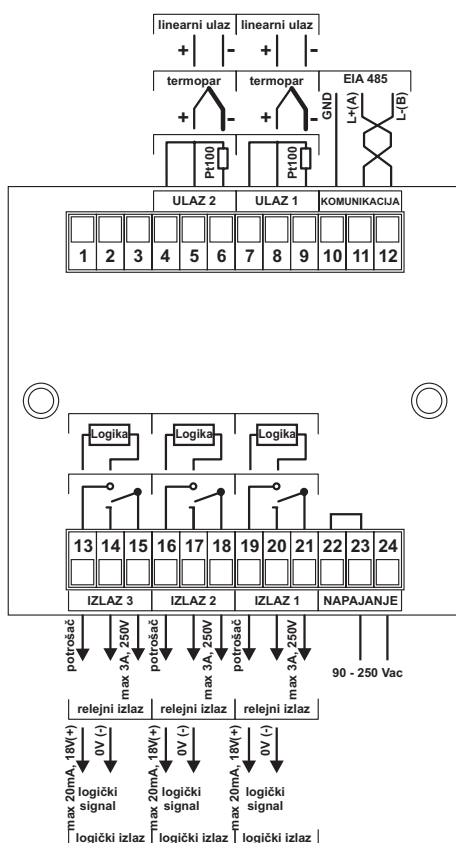 linearni ulaz linearni ulaz
+ - + -
termopar termopar EIA 485
+ - + - GND L+(A) L-(B)
Pt100 Pt100
ULAZ 2 ULAZ 1 KOMUNIKACIJA
1 2 3 4 5 6 7 8 9 10 11 12
Logika Logika Logika
13 14 15 16 17 18 19 20 21 22 23 24
IZLAZ 3 IZLAZ 2 IZLAZ 1 NAPAJANJE
potrošač max 3A, 250V potrošač max 3A, 250V potrošač max 3A, 250V
90 - 250 Vac
relejni izlaz relejni izlaz relejni izlaz
max 20mA, 18V(+) 0V (-) max 20mA, 18V(+) 0V (-) max 20mA, 18V(+) 0V (-)
logički logički logički
signal signal signal
logički izlaz logički izlaz logički izlaz